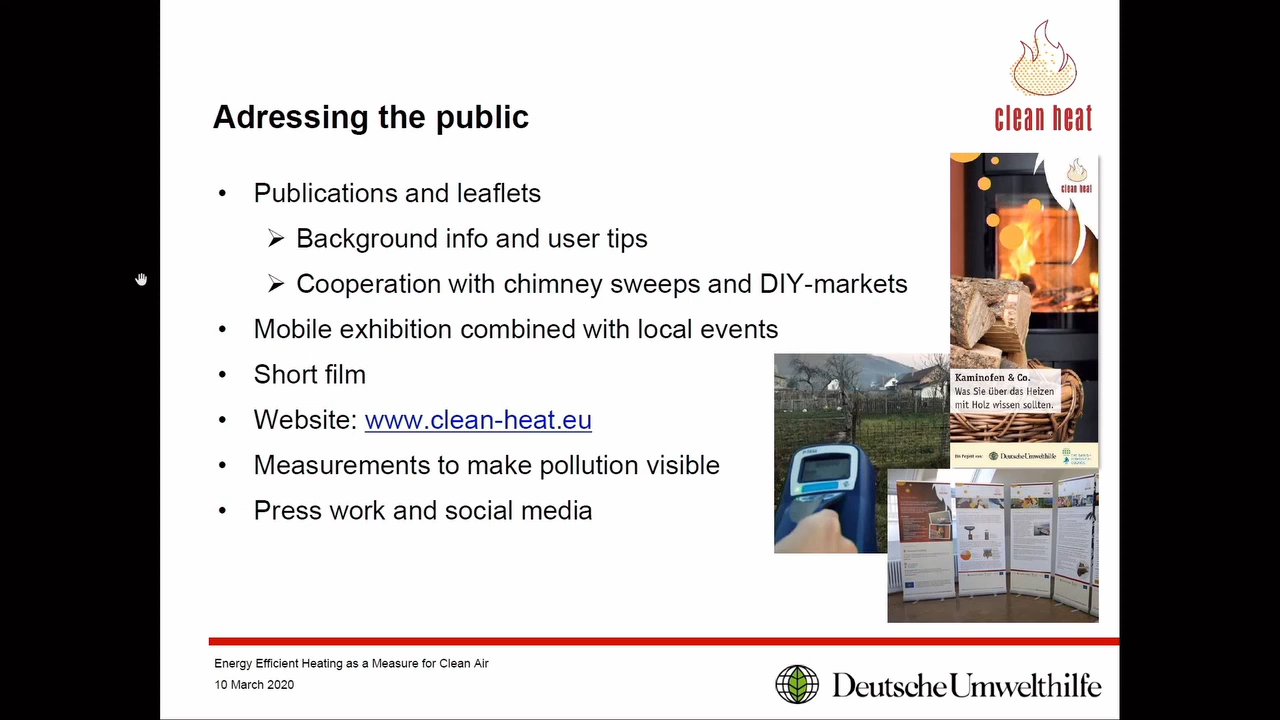 clean heat
Adressing the public
• Publications and leaflets
➢ Background info and user tips
➢ Cooperation with chimney sweeps and DIY-markets
• Mobile exhibition combined with local events
• Short film
• Website: www.clean-heat.eu
• Measurements to make pollution visible
• Press work and social media
clean heat
Kaminofen & Co.
Was Sie über das Heizen
mit Holz wissen sollten.
Ein Projekt von:
Deutsche Umwelthilfe
Energy Efficient Heating as a Measure for Clean Air
10 March 2020
Deutsche Umwelthilfe